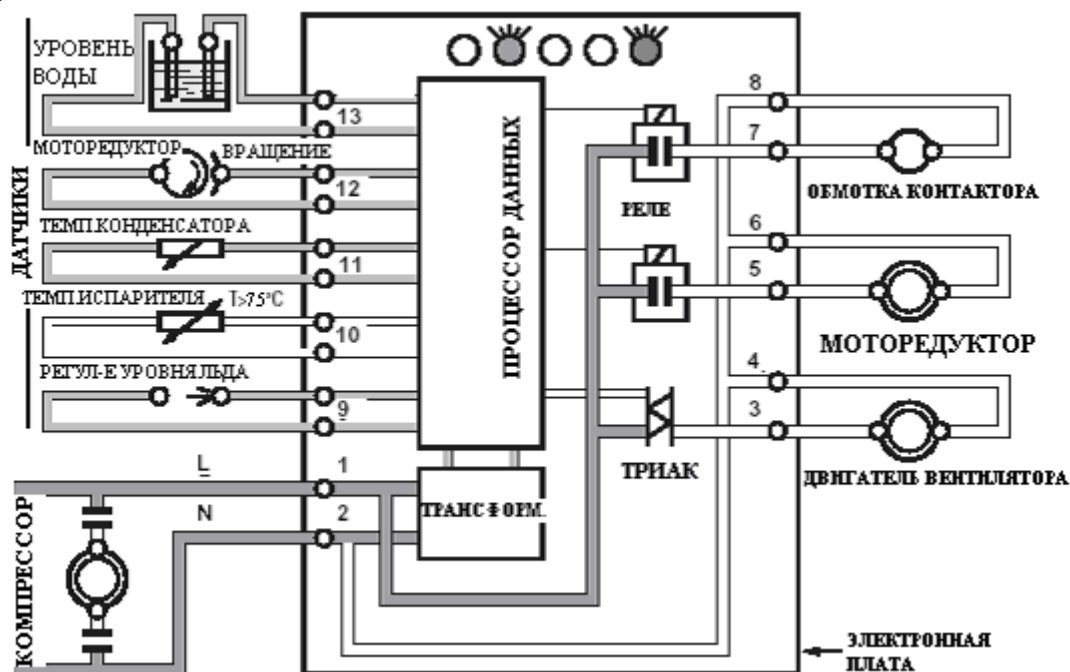 УРОВЕНЬ
ВОДЫ
13
МОТОРЕДУКТОР
ВРАЩЕНИЕ
12
ДАТЧИКИ
ТЕМП.КОНДЕНСАТОРА
11
ТЕМП.ИСПАРИТЕЛЯ
T>75°C
10
РЕГУЛ-Е УРОВНЯ ЛЬДА
9
L
1
N
2
КОМПРЕССОР
ПРОЦЕССОР ДАННЫХ
ТРАНСФОРМ.
РЕЛЕ
ТРИАК
8
7
ОБМОТКА КОНТАКТОРА
6
5
МОТОРЕДУКТОР
4
3
ДВИГАТЕЛЬ ВЕНТИЛЯТОРА
ЭЛЕКТРОННАЯ
ПЛАТА